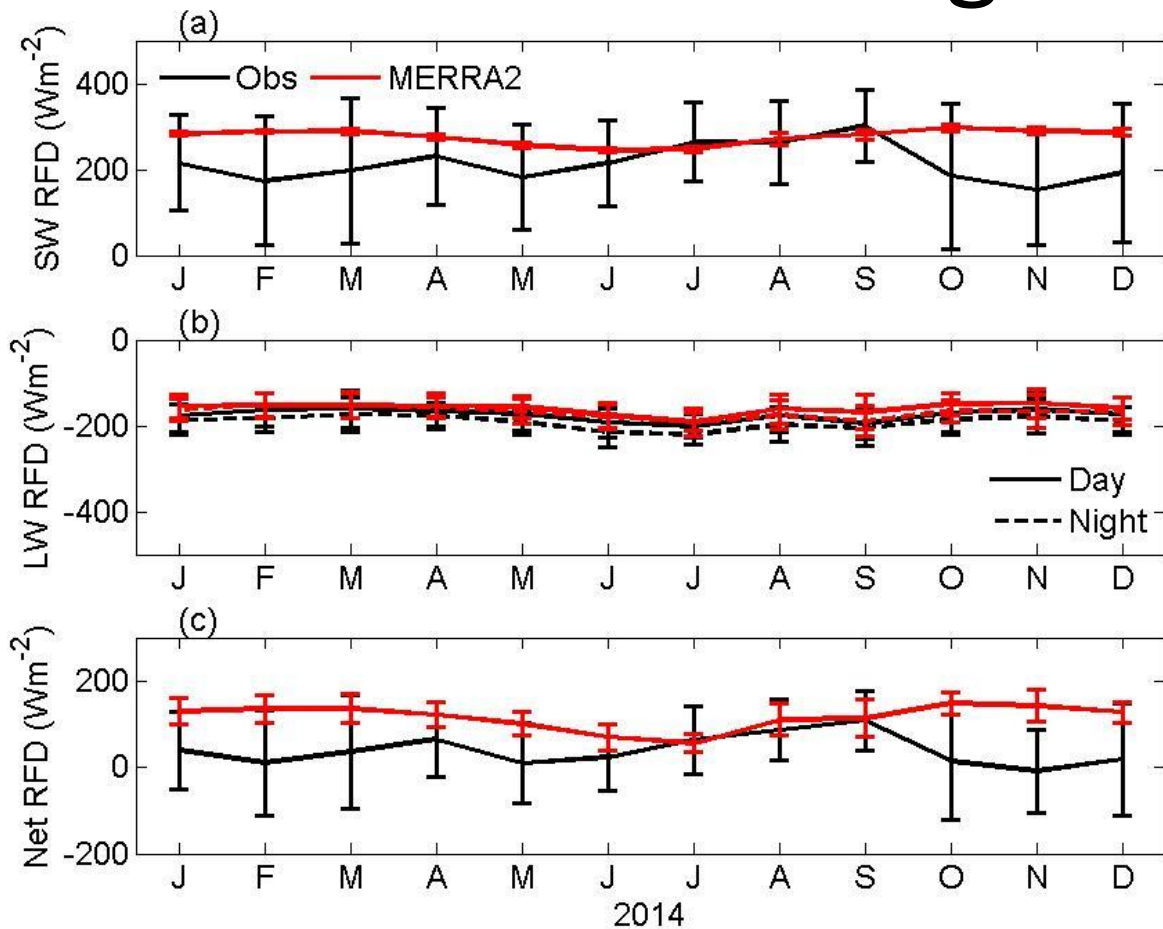 g
(a)
Obs MERRA2
SW RFD (Wm-2)
400
200
0
J F M A M J J A S O N D
(b)
LW RFD (Wm-2)
0
-200
-400
Day
Night
J F M A M J J A S O N D
(c)
Net RFD (Wm-2)
200
0
-200
J F M A M J J A S O N D
2014